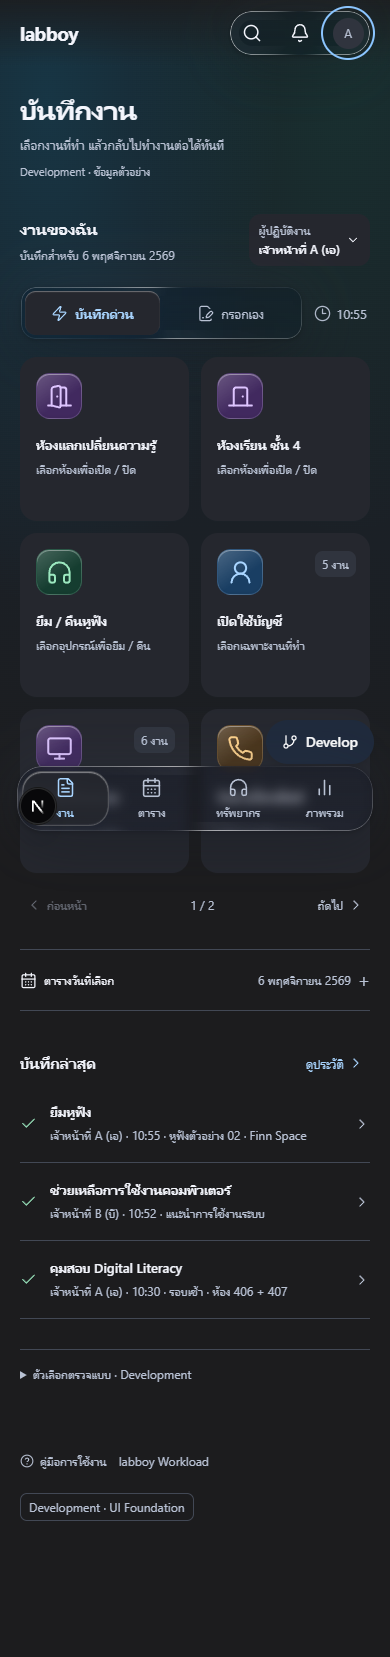 labboy
A
บันทึกงาน
เลือกงานที่ทำ แล้วกลับไปทำงานต่อได้ทันที
Development · ข้อมูลตัวอย่าง
งานของฉัน
บันทึกสำหรับ 6 พฤศจิกายน 2569
ผู้ปฏิบัติงาน
เจ้าหน้าที่ A (เอ)
บันทึกด่วน
กรอกเอง
10:55
ห้องแลกเปลี่ยนความรู้
เลือกห้องเพื่อเปิด / ปิด
ห้องเรียน ชั้น 4
เลือกห้องเพื่อเปิด / ปิด
ยืม / คืนหูฟัง
เลือกอุปกรณ์เพื่อยืม / คืน
5 งาน
เปิดใช้บัญชี
เลือกเฉพาะงานที่ทำ
6 งาน
Develop
N
งาน
ตาราง
ทรัพยากร
ภาพรวม
ก่อนหน้า
1 / 2
ถัดไป
ตารางวันที่เลือก
6 พฤศจิกายน 2569 +
บันทึกล่าสุด
ดูประวัติ
ยืมหูฟัง
เจ้าหน้าที่ A (เอ) · 10:55 · หูฟังตัวอย่าง 02 · Finn Space
ช่วยเหลือการใช้งานคอมพิวเตอร์
เจ้าหน้าที่ B (บี) · 10:52 · แนะนำการใช้งานระบบ
คุมสอบ Digital Literacy
เจ้าหน้าที่ A (เอ) · 10:30 · รอบเช้า · ห้อง 406 + 407
ตัวเลือกตรวจแบบ · Development
คู่มือการใช้งาน
labboy Workload
Development · UI Foundation